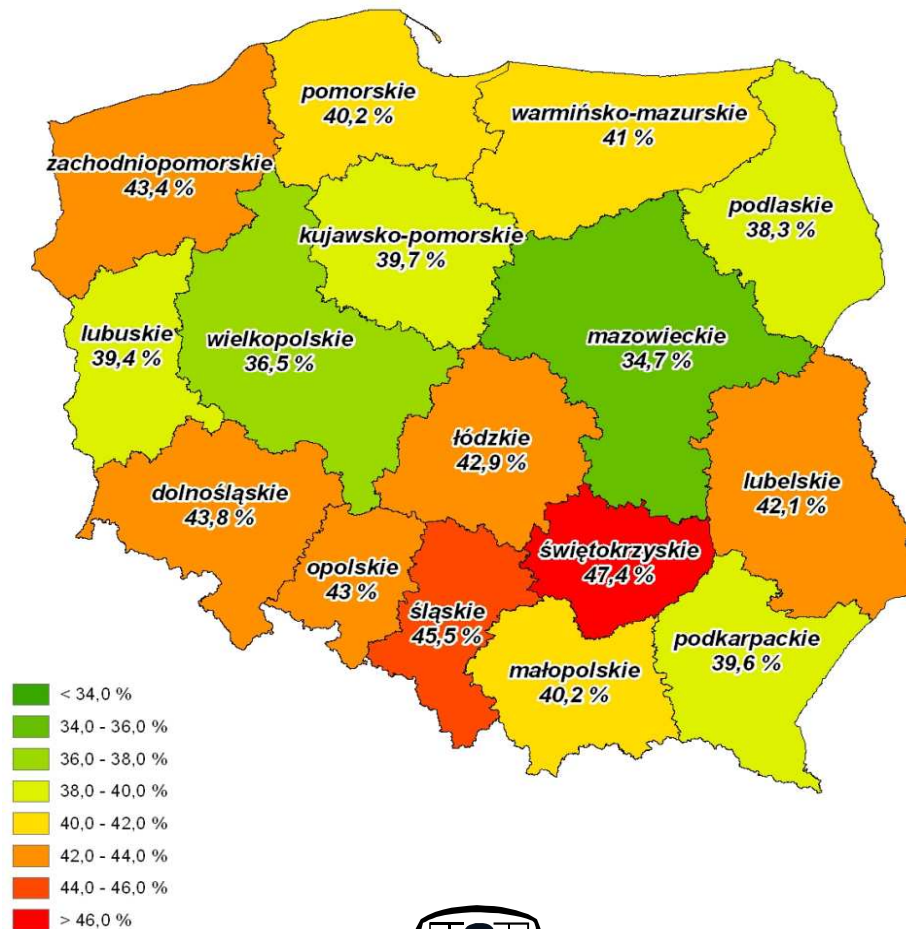 pomorskie
40,2 %
warmińsko-mazurskie
41 %
zachodniopomorskie
43,4 %
podlaskie
38,3 %
kujawsko-pomorskie
39,7 %
lubuskie
39,4 %
wielkopolskie
36,5 %
mazowieckie
34,7 %
łódzkie
42,9 %
dolnośląskie
43,8 %
lubelskie
42,1 %
opolskie
43 %
świętokrzyskie
47,4 %
śląskie
45,5 %
podkarpackie
39,6 %
małopolskie
40,2 %
< 34,0 %
34,0 - 36,0 %
36,0 - 38,0 %
38,0 - 40,0 %
40,0 - 42,0 %
42,0 - 44,0 %
44,0 - 46,0 %
> 46,0 %